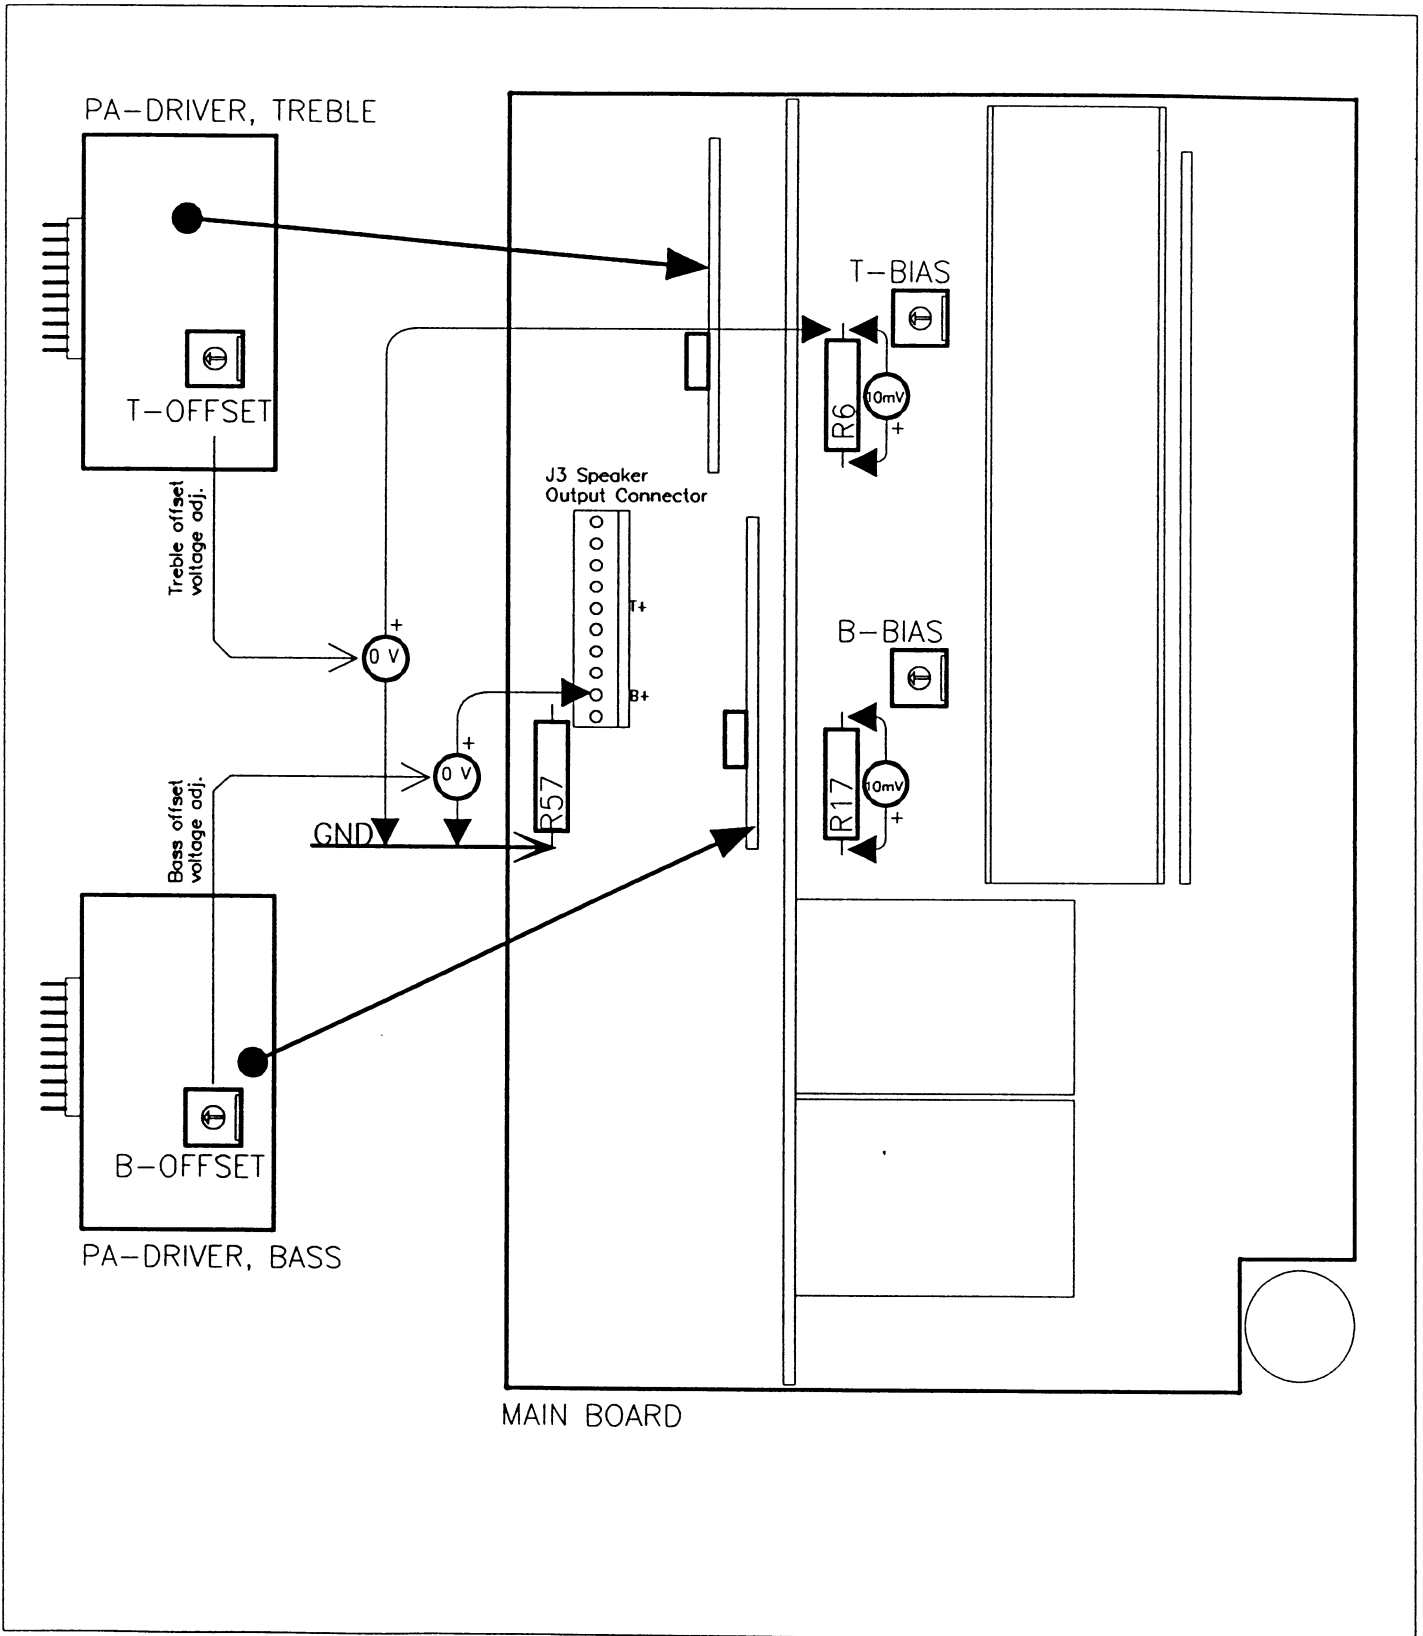 PA-DRIVER, TREBLE
T-OFFSET
Treble offset
voltage adj.
T-BIAS
R6
10mV
+
J3 Speaker
Output Connector
T+
B+
+
0 V
+
0 V
B-BIAS
R17
10mV
+
R57
GND
Bass offset
voltage adj.
B-OFFSET
PA-DRIVER, BASS
MAIN BOARD